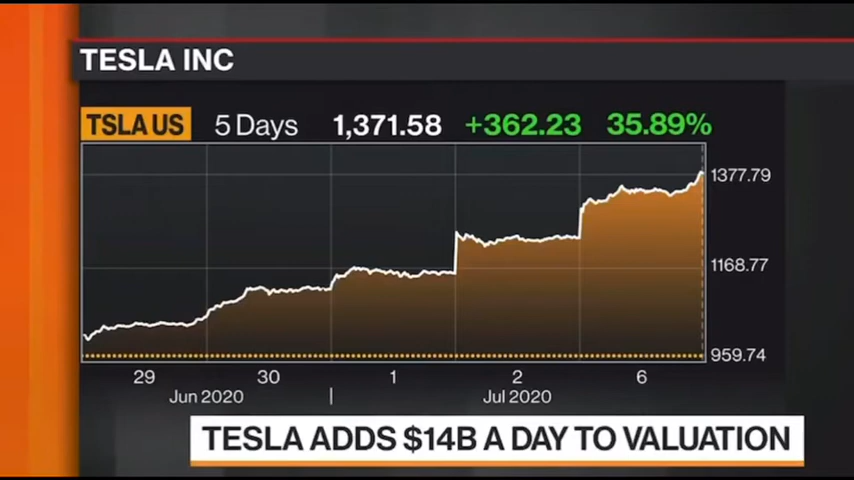 TESLA INC
TSLA US 5 Days 1,371.58 +362.23 35.89%
1377.79
1168.77
959.74
29 30 1 2 6
Jun 2020 | Jul 2020
TESLA ADDS $14B A DAY TO VALUATION